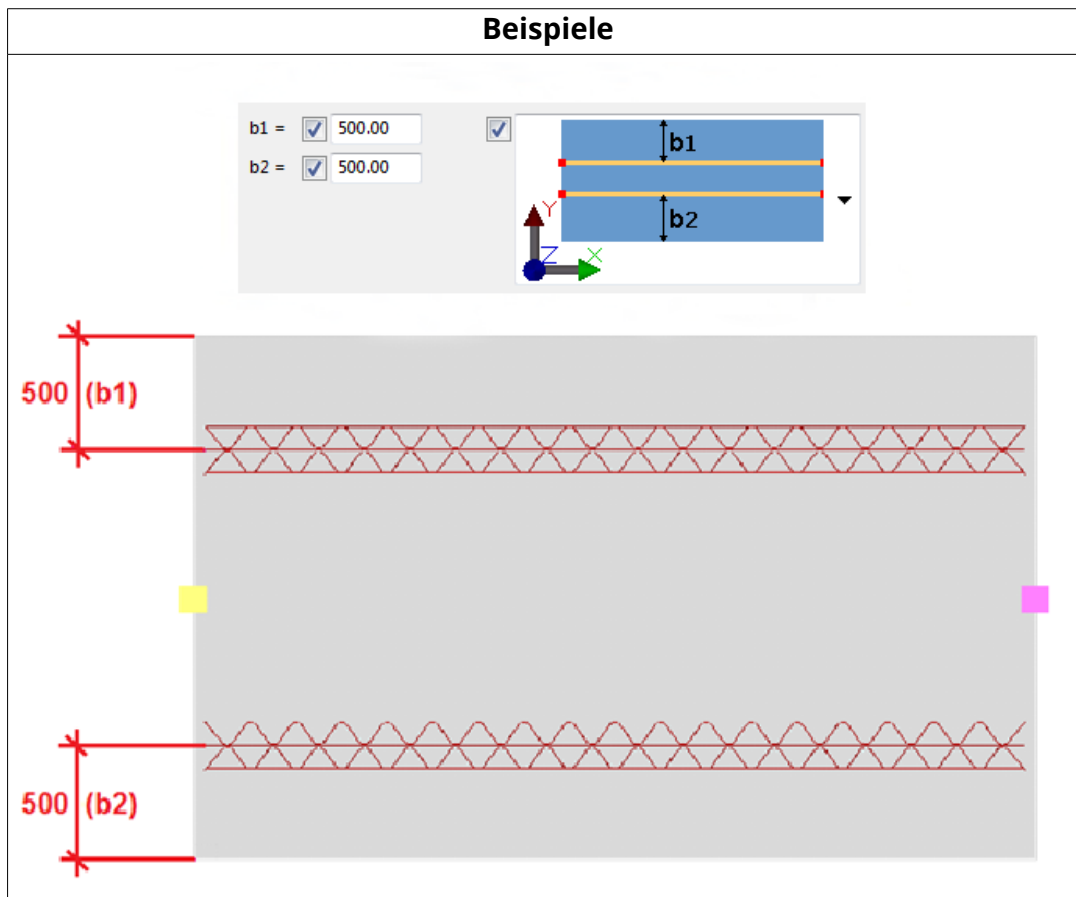 Beispiele
b1 = 500.00
b2 = 500.00
b1
b2
Y
Z X
500 (b1)
500 (b2)